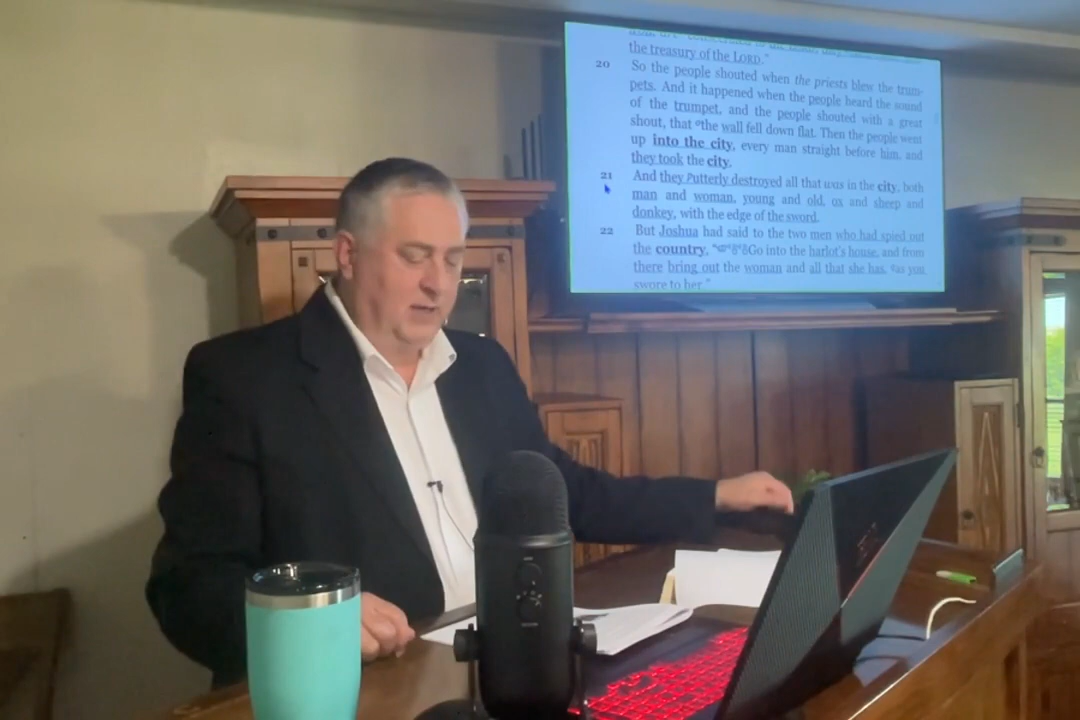 the treasury of the LORD."
20 So the people shouted when the priests blew the trum-
pets. And it happened when the people heard the sound
of the trumpet, and the people shouted with a great
shout, that the wall fell down flat. Then the people went
up into the city, every man straight before him, and
they took the city.
21 And they utterly destroyed all that was in the city, both
man and woman, young and old, ox and sheep and
donkey, with the edge of the sword.
22 But Joshua had said to the two men who had spied out
the country, "Go into the harlot's house, and from
there bring out the woman and all that she has, as you
swore to her."